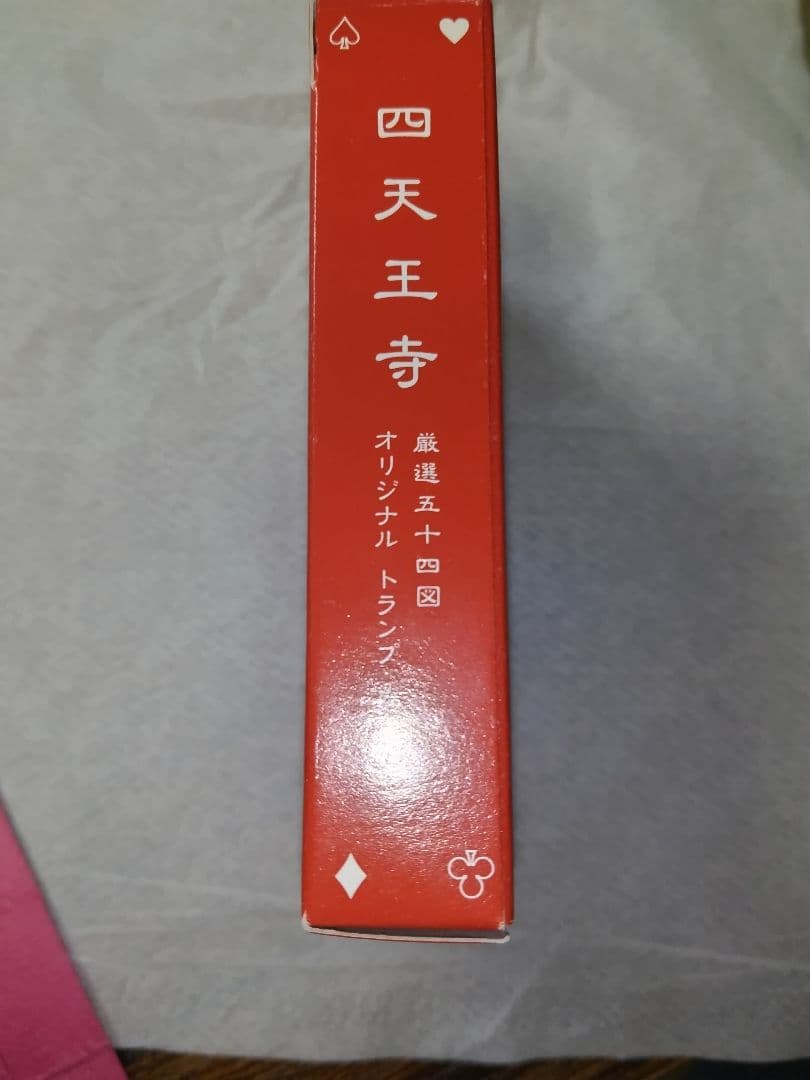 四天王寺
厳選五十四図
オリジナル トランプ